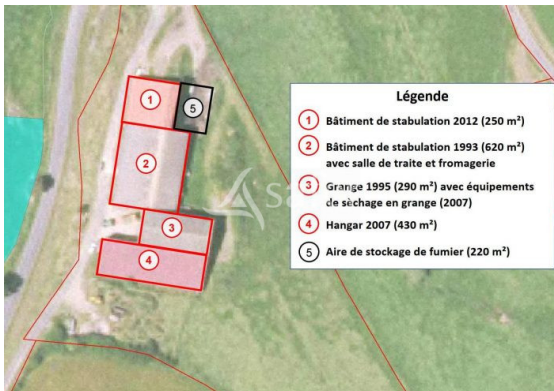 Légende
1 Bâtiment de stabulation 2012 (250 m²)
2 Bâtiment de stabulation 1993 (620 m²)
avec salle de traite et fromagerie
3 Grange 1995 (290 m²) avec équipements
de sèchage en grange (2007)
4 Hangar 2007 (430 m²)
5 Aire de stockage de fumier (220 m²)
1
5
2
3
4